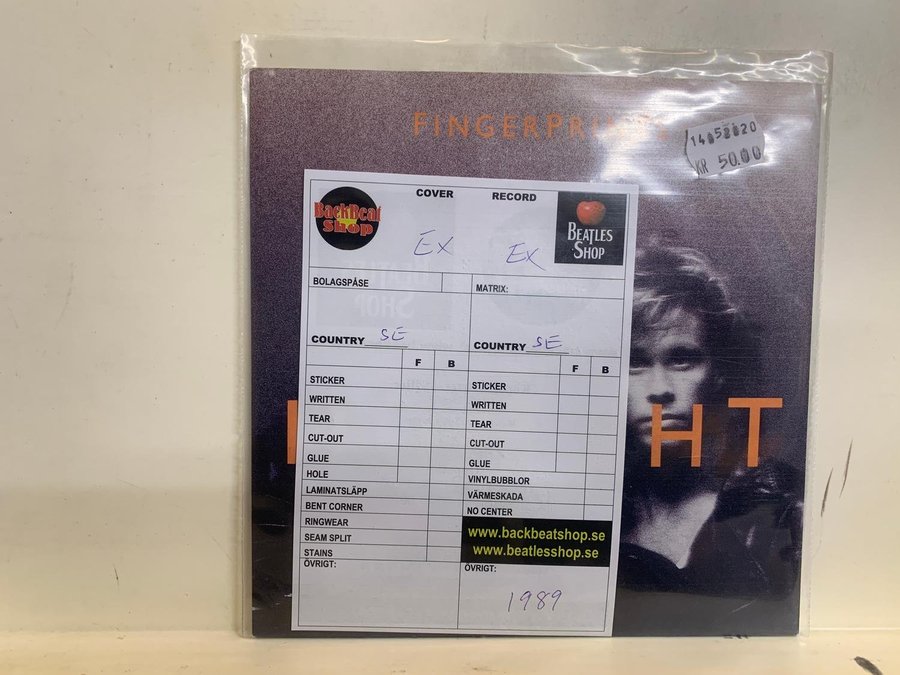 FINGERPRINTS
14058020
KR 50.00
BackBeat
Shop
COVER
RECORD
BEATLES
SHOP
EX
EX
BOLAGSPÅSE
MATRIX:
COUNTRY SE
COUNTRY SE
F B
F B
STICKER
STICKER
WRITTEN
WRITTEN
TEAR
TEAR
CUT-OUT
CUT-OUT
GLUE
GLUE
HOLE
VINYLBUBBLOR
LAMINATSLÄPP
VÄRMESKADA
BENT CORNER
NO CENTER
RINGWEAR
SEAM SPLIT
STAINS
www.backbeatshop.se
www.beatlesshop.se
ÖVRIGT:
ÖVRIGT:
1989
HT